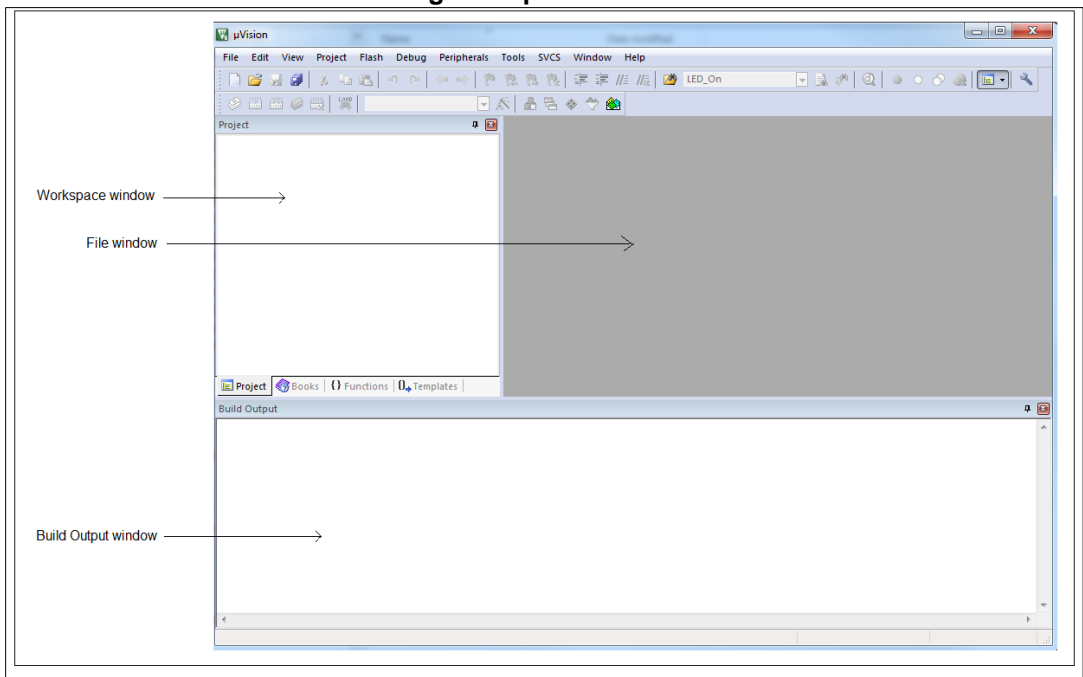 µVision
File Edit View Project Flash Debug Peripherals Tools SVCS Window Help
LED_On
LOAD
Project
Workspace window
File window
Project Books {} Functions Templates
Build Output
Build Output window